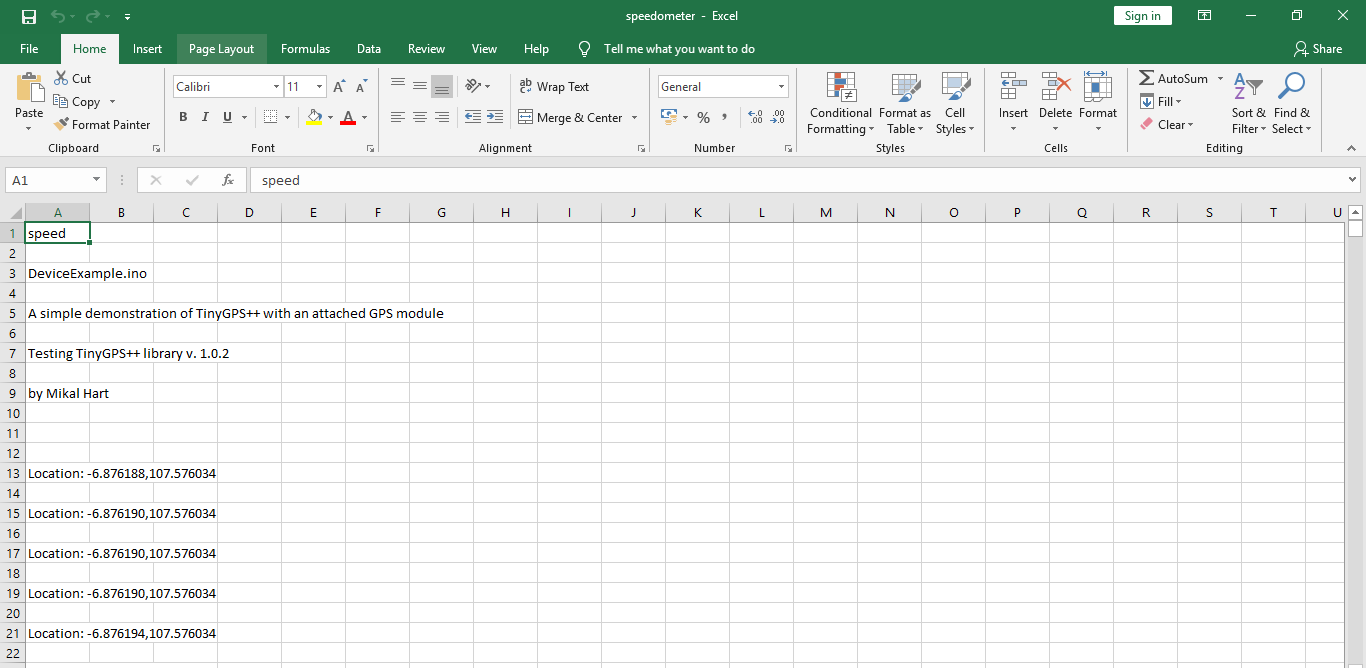 speedometer - Excel
Sign in
File Home Insert Page Layout Formulas Data Review View Help Tell me what you want to do Share
Paste
Cut
Copy
Format Painter
Clipboard
Calibri 11
B I U A A A
Font
Wrap Text
Merge & Center
Alignment
General
% , .0 .00 .00 .0
Number
Conditional Formatting
Format as Table
Cell Styles
Styles
Insert Delete Format
Cells
AutoSum
Fill
Clear
Sort & Filter
Find & Select
Editing
A1 fx speed
A B C D E F G H I J K L M N O P Q R S T U
1 speed
2
3 DeviceExample.ino
4
5 A simple demonstration of TinyGPS++ with an attached GPS module
6
7 Testing TinyGPS++ library v. 1.0.2
8
9 by Mikal Hart
10
11
12
13 Location: -6.876188,107.576034
14
15 Location: -6.876190,107.576034
16
17 Location: -6.876190,107.576034
18
19 Location: -6.876190,107.576034
20
21 Location: -6.876194,107.576034
22